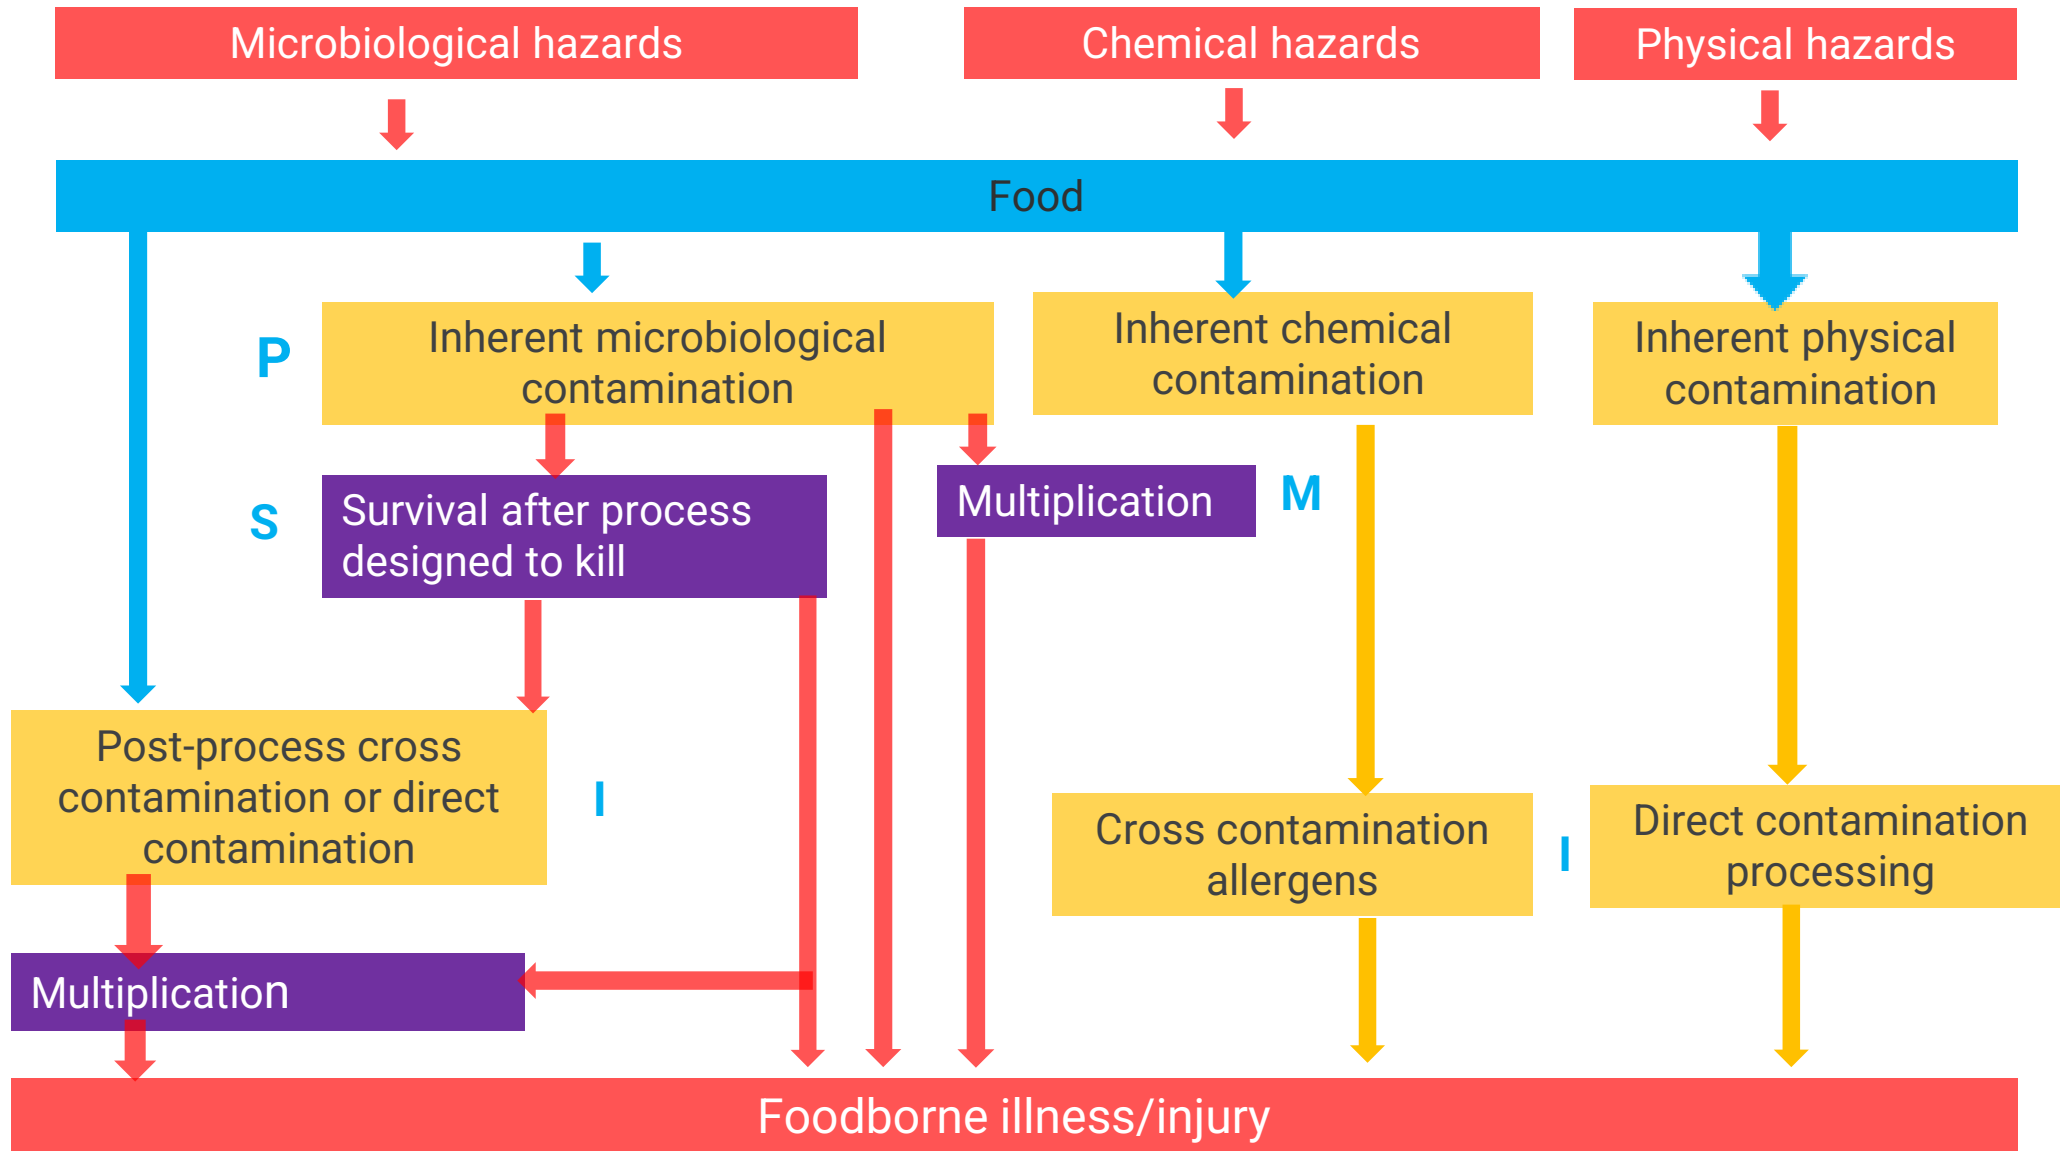 Microbiological hazards
Chemical hazards
Physical hazards
Food
P
Inherent microbiological
contamination
Inherent chemical
contamination
Inherent physical
contamination
S
Survival after process
designed to kill
Multiplication
M
Post-process cross
contamination or direct
contamination
I
Cross contamination
allergens
I
Direct contamination
processing
Multiplication
Foodborne illness/injury